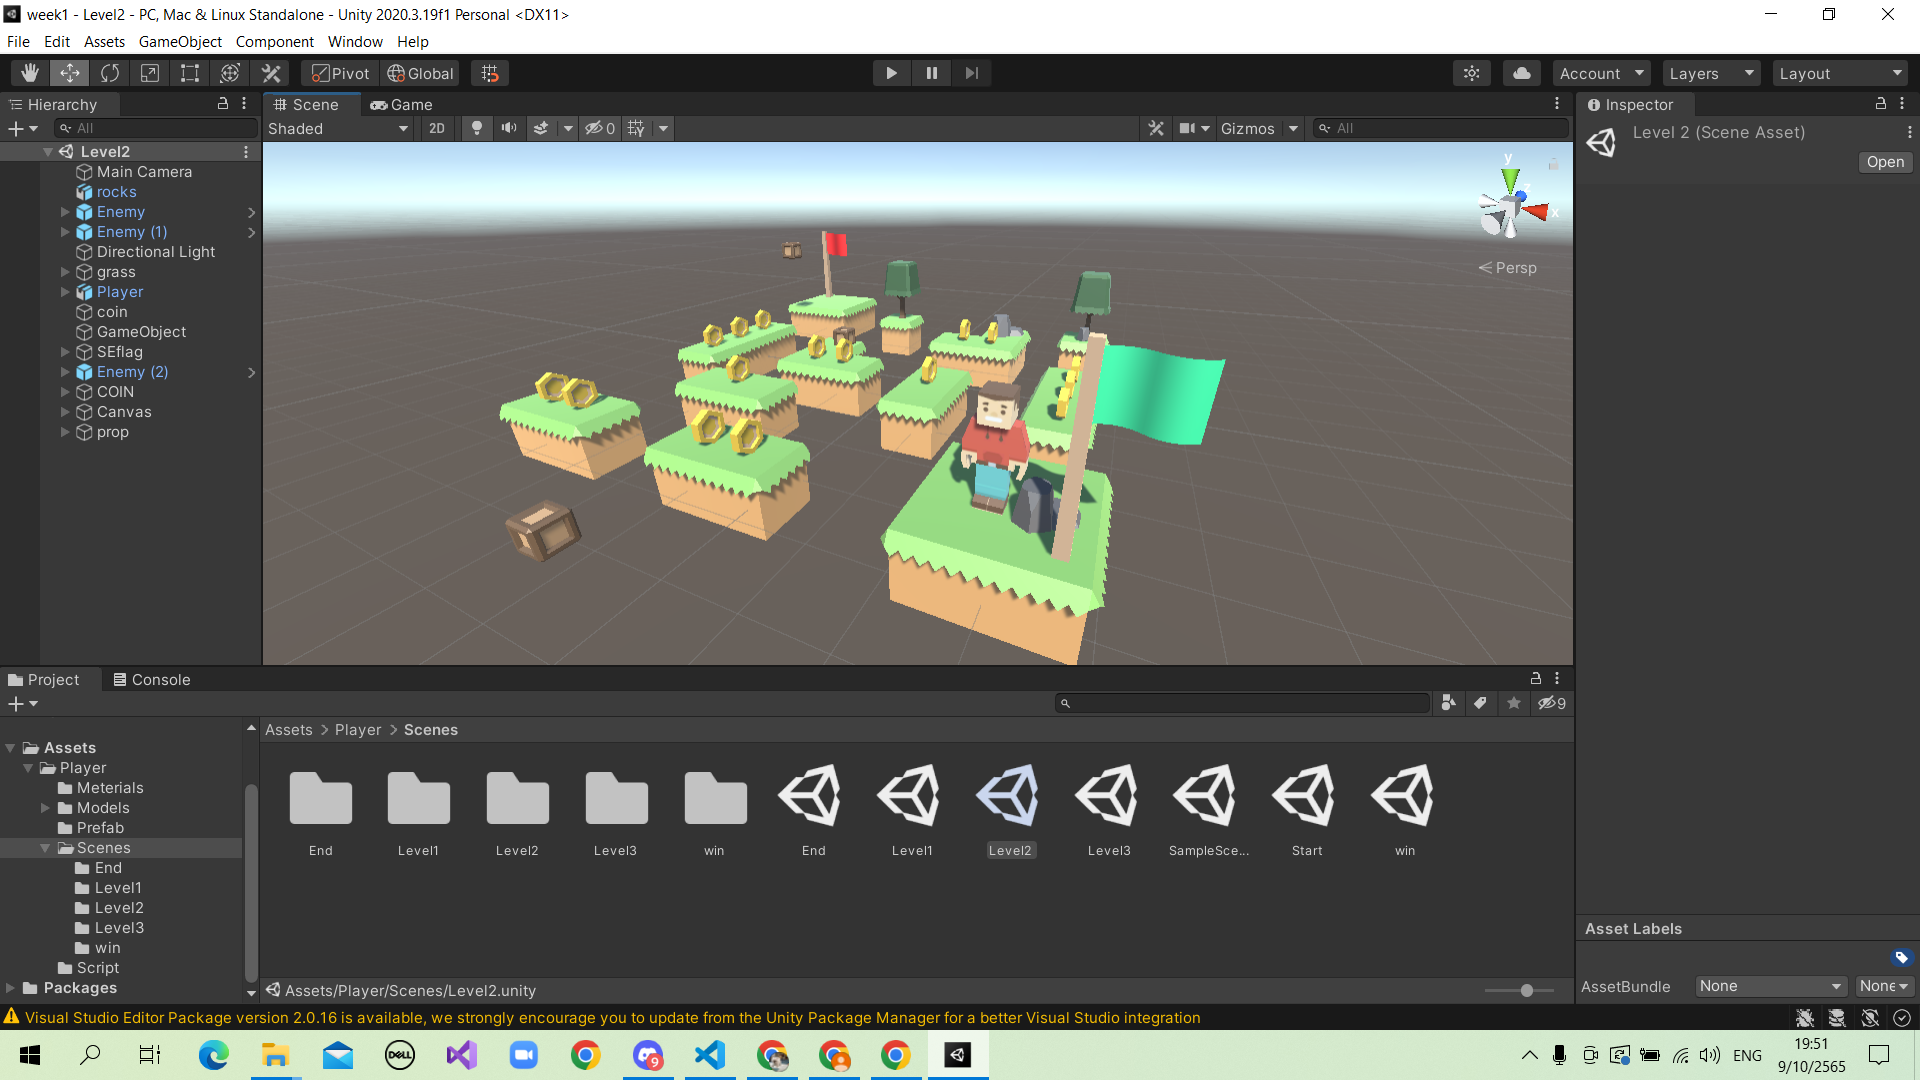 week1 - Level2 - PC, Mac & Linux Standalone - Unity 2020.3.19f1 Personal <DX11>
File Edit Assets GameObject Component Window Help
Pivot Global Account Layers Layout
Hierarchy
All
Level2
Main Camera
rocks
Enemy
Enemy (1)
Directional Light
grass
Player
coin
GameObject
SEflag
Enemy (2)
COIN
Canvas
prop
Scene Game
Shaded 2D 0 Gizmos All
y
z
x
Persp
Inspector
Level 2 (Scene Asset)
Open
Project Console
9
Assets
Player
Meterials
Models
Prefab
Scenes
End
Level1
Level2
Level3
win
Script
Packages
Assets > Player > Scenes
End Level1 Level2 Level3 win End Level1 Level2 Level3 SampleSce... Start win
Assets/Player/Scenes/Level2.unity
Asset Labels
AssetBundle None None
Visual Studio Editor Package version 2.0.16 is available, we strongly encourage you to update from the Unity Package Manager for a better Visual Studio integration
DELL
9
ENG
19:51
9/10/2565